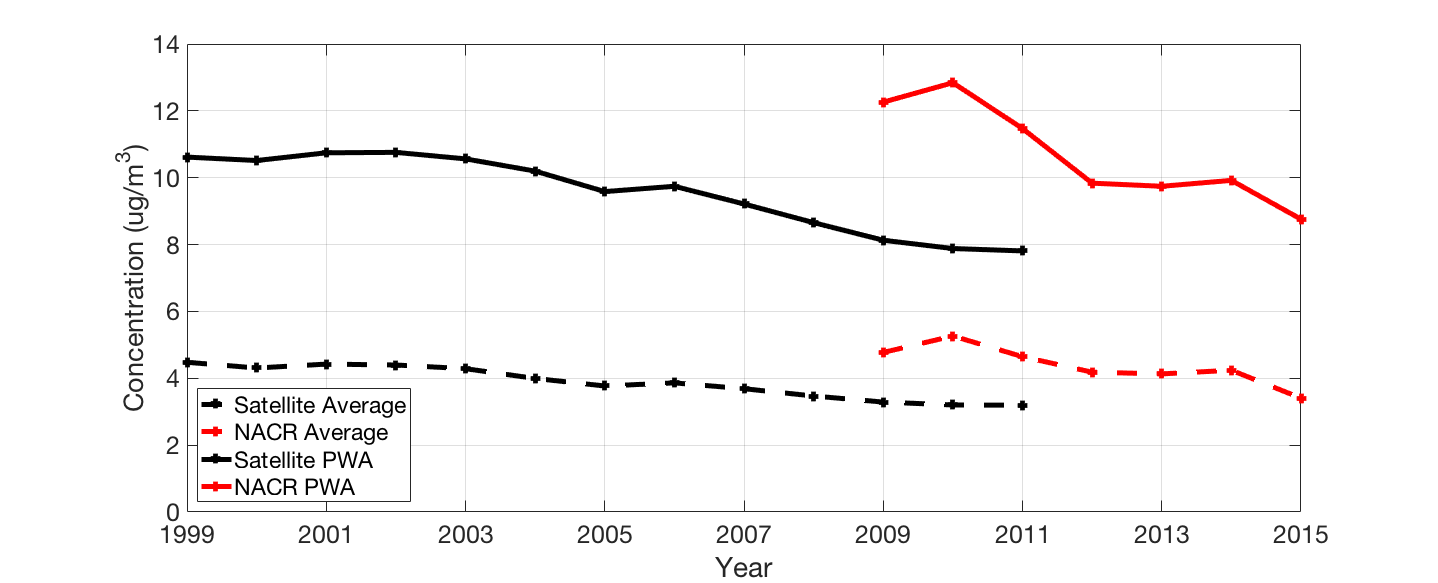 14
12
10
8
6
4
2
0
Concentration (ug/m³)
Satellite Average
NACR Average
Satellite PWA
NACR PWA
1999 2001 2003 2005 2007 2009 2011 2013 2015
Year